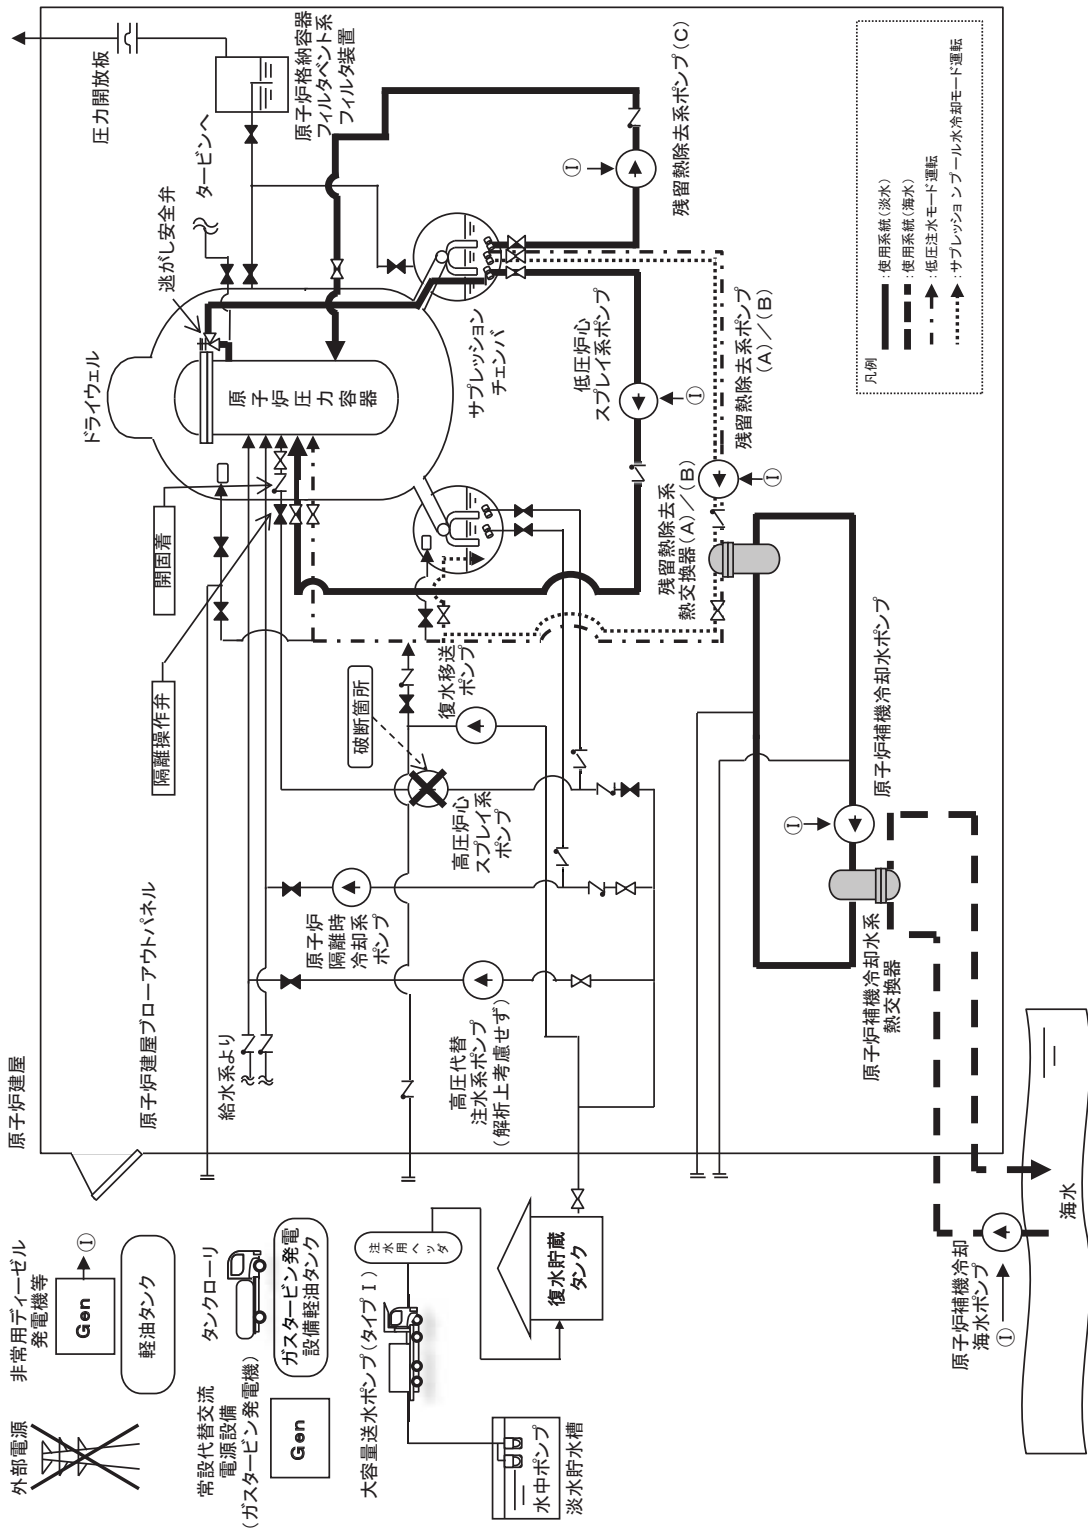 外部電源
非常用ディーゼル
発電機等
Gen
①
軽油タンク
常設代替交流
電源設備
(ガスタービン発電機)
Gen
タンクローリ
ガスタービン発電
設備軽油タンク
大容量送水ポンプ(タイプⅠ)
注水用ヘッダ
水中ポンプ
淡水貯水槽
復水貯蔵
タンク
原子炉建屋
原子炉建屋ブローアウトパネル
給水系より
高圧代替
注水系ポンプ
(解析上考慮せず)
原子炉
隔離時
冷却系
ポンプ
高圧炉心
スプレイ系
ポンプ
破断箇所
復水移送
ポンプ
隔離操作弁
開固着
ドライウェル
原子炉圧力容器
逃がし安全弁
タービンへ
圧力開放板
原子炉格納容器
フィルタベント系
フィルタ装置
サプレッション
チェンバ
低圧炉心
スプレイ系ポンプ
①
残留熱除去系ポンプ(C)
①
残留熱除去系ポンプ
(A)/(B)
①
残留熱除去系
熱交換器(A)/(B)
原子炉補機冷却水ポンプ
①
原子炉補機冷却水系
熱交換器
原子炉補機冷却
海水ポンプ
①
海水
凡例
:使用系統(淡水)
:使用系統(海水)
:低圧注水モード運転
:サプレッションプール水冷却モード運転